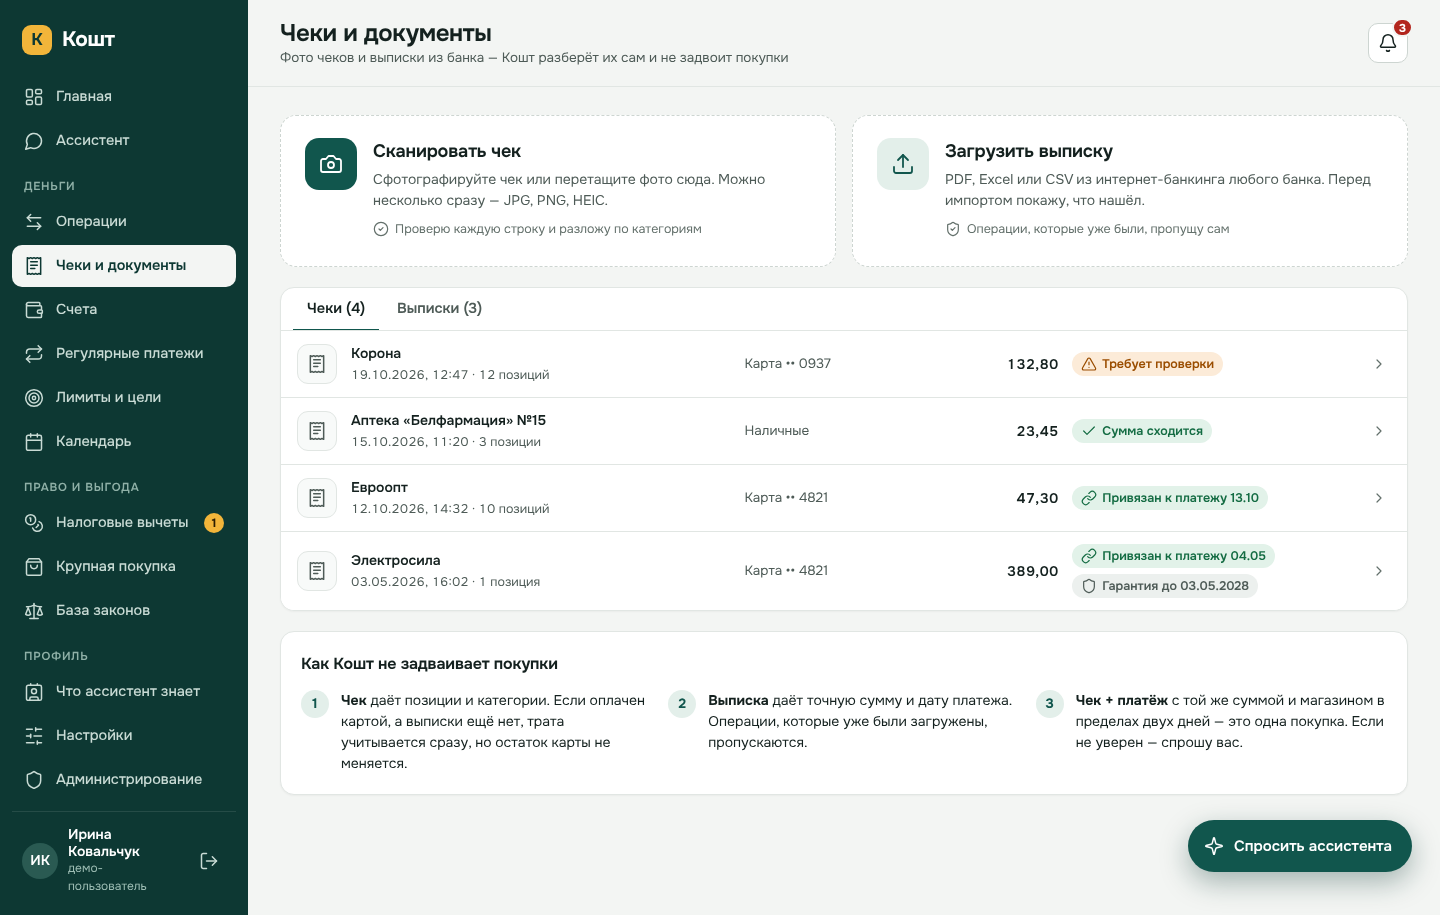 К Кошт
Главная
Ассистент
ДЕНЬГИ
Операции
Чеки и документы
Счета
Регулярные платежи
Лимиты и цели
Календарь
ПРАВО И ВЫГОДА
Налоговые вычеты 1
Крупная покупка
База законов
ПРОФИЛЬ
Что ассистент знает
Настройки
Администрирование
ИК
Ирина
Ковальчук
демо-
пользователь
Чеки и документы
Фото чеков и выписки из банка — Кошт разберёт их сам и не задвоит покупки
3
Сканировать чек
Сфотографируйте чек или перетащите фото сюда. Можно
несколько сразу — JPG, PNG, HEIC.
Проверю каждую строку и разложу по категориям
Загрузить выписку
PDF, Excel или CSV из интернет-банкинга любого банка. Перед
импортом покажу, что нашёл.
Операции, которые уже были, пропущу сам
Чеки (4) Выписки (3)
Корона
19.10.2026, 12:47 · 12 позиций
Карта •• 0937
132,80
Требует проверки
Аптека «Белфармация» №15
15.10.2026, 11:20 · 3 позиции
Наличные
23,45
Сумма сходится
Евроопт
12.10.2026, 14:32 · 10 позиций
Карта •• 4821
47,30
Привязан к платежу 13.10
Электросила
03.05.2026, 16:02 · 1 позиция
Карта •• 4821
389,00
Привязан к платежу 04.05
Гарантия до 03.05.2028
Как Кошт не задваивает покупки
1
Чек даёт позиции и категории. Если оплачен
картой, а выписки ещё нет, трата
учитывается сразу, но остаток карты не
меняется.
2
Выписка даёт точную сумму и дату платежа.
Операции, которые уже были загружены,
пропускаются.
3
Чек + платёж с той же суммой и магазином в
пределах двух дней — это одна покупка. Если
не уверен — спрошу вас.
Спросить ассистента